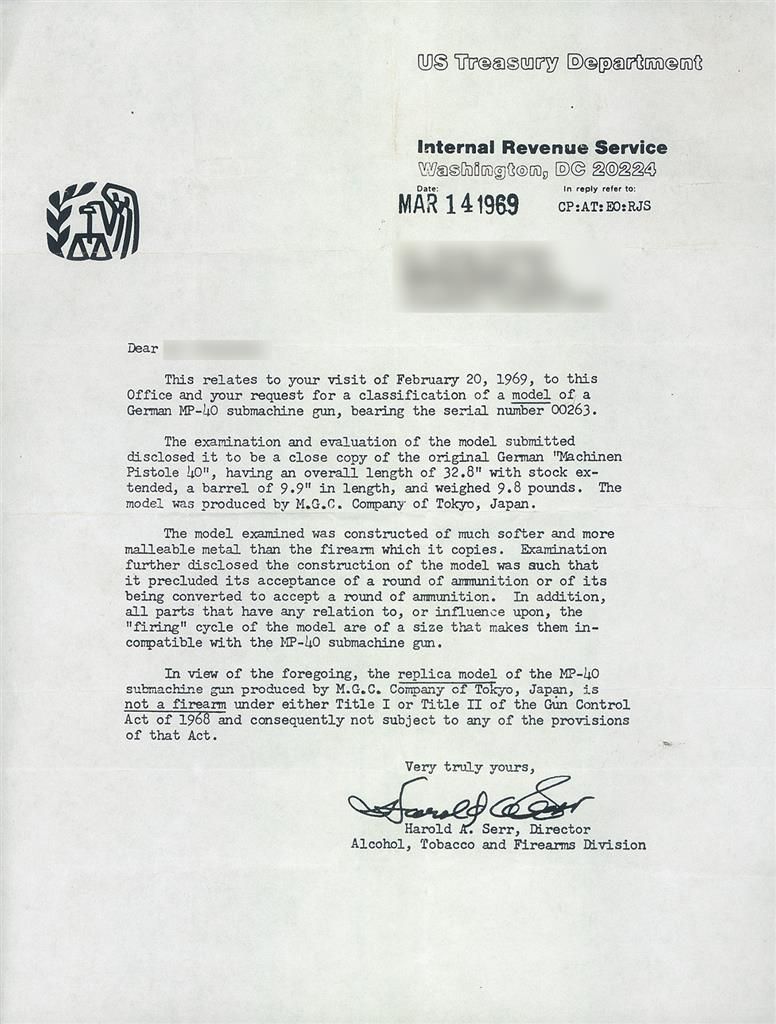 US Treasury Department
Internal Revenue Service
Washington, DC 20224
Date:
In reply refer to:
MAR 14 1969
CP:AT:EO:RJS
Dear
This relates to your visit of February 20, 1969, to this
Office and your request for a classification of a model of a
German MP-40 submachine gun, bearing the serial number 00263.
The examination and evaluation of the model submitted
disclosed it to be a close copy of the original German "Machinen
Pistole 40", having an overall length of 32.8" with stock ex-
tended, a barrel of 9.9" in length, and weighed 9.8 pounds. The
model was produced by M.G.C. Company of Tokyo, Japan.
The model examined was constructed of much softer and more
malleable metal than the firearm which it copies. Examination
further disclosed the construction of the model was such that
it precluded its acceptance of a round of ammunition or of its
being converted to accept a round of ammunition. In addition,
all parts that have any relation to, or influence upon, the
"firing" cycle of the model are of a size that makes them in-
compatible with the MP-40 submachine gun.
In view of the foregoing, the replica model of the MP-40
submachine gun produced by M.G.C. Company of Tokyo, Japan, is
not a firearm under either Title I or Title II of the Gun Control
Act of 1968 and consequently not subject to any of the provisions
of that Act.
Very truly yours,
Harold A. Serr
Harold A. Serr, Director
Alcohol, Tobacco and Firearms Division